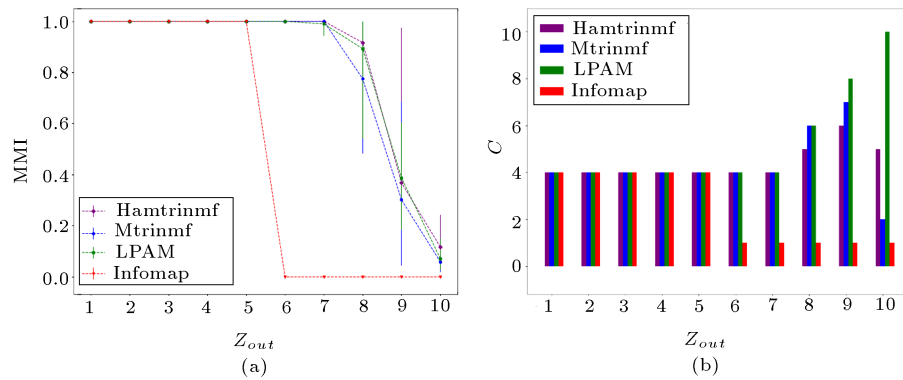 MMI
1.0
0.8
0.6
0.4
0.2
0.0
Hamtrinmf
Mtrinmf
LPAM
Infomap
1 2 3 4 5 6 7 8 9 10
Z_out
(a)
C
10
8
6
4
2
0
Hamtrinmf
Mtrinmf
LPAM
Infomap
1 2 3 4 5 6 7 8 9 10
Z_out
(b)